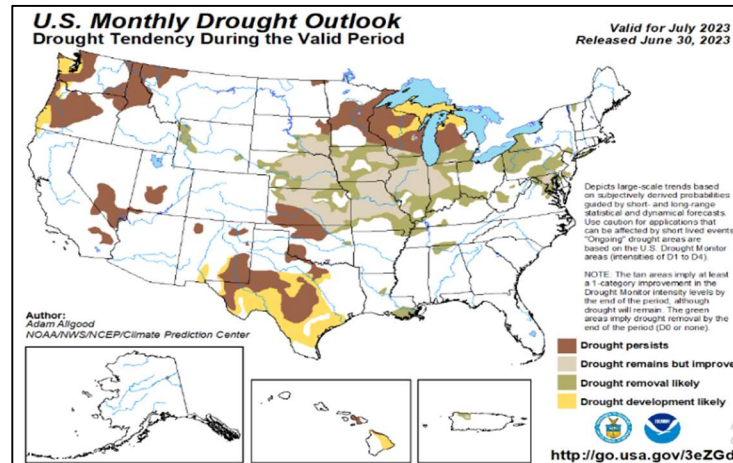 U.S. Monthly Drought Outlook
Drought Tendency During the Valid Period
Valid for July 2023
Released June 30, 2023
Depicts large-scale trends based
on subjectively derived probabilities
guided by short- and long-range
statistical and dynamical forecasts.
Use caution for applications that
can be affected by short lived events.
"Ongoing" drought areas are
based on the U.S. Drought Monitor
areas (intensities of D1 to D4).
NOTE: The tan areas imply at least
a 1-category improvement in the
Drought Monitor intensity levels by
the end of the period, although
drought will remain. The green
areas imply drought removal by the
end of the period (D0 or none).
Author:
Adam Allgood
NOAA/NWS/NCEP/Climate Prediction Center
Drought persists
Drought remains but improve
Drought removal likely
Drought development likely
http://go.usa.gov/3eZGd